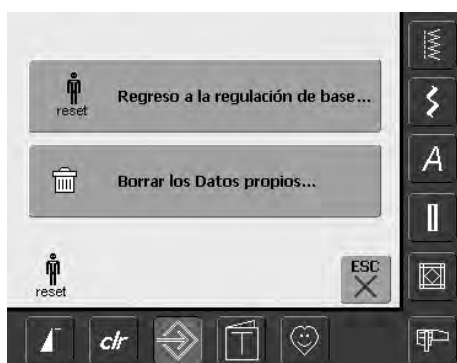 reset
Regreso a la regulación de base...
Borrar los Datos propios...
reset
ESC
A
clr
T